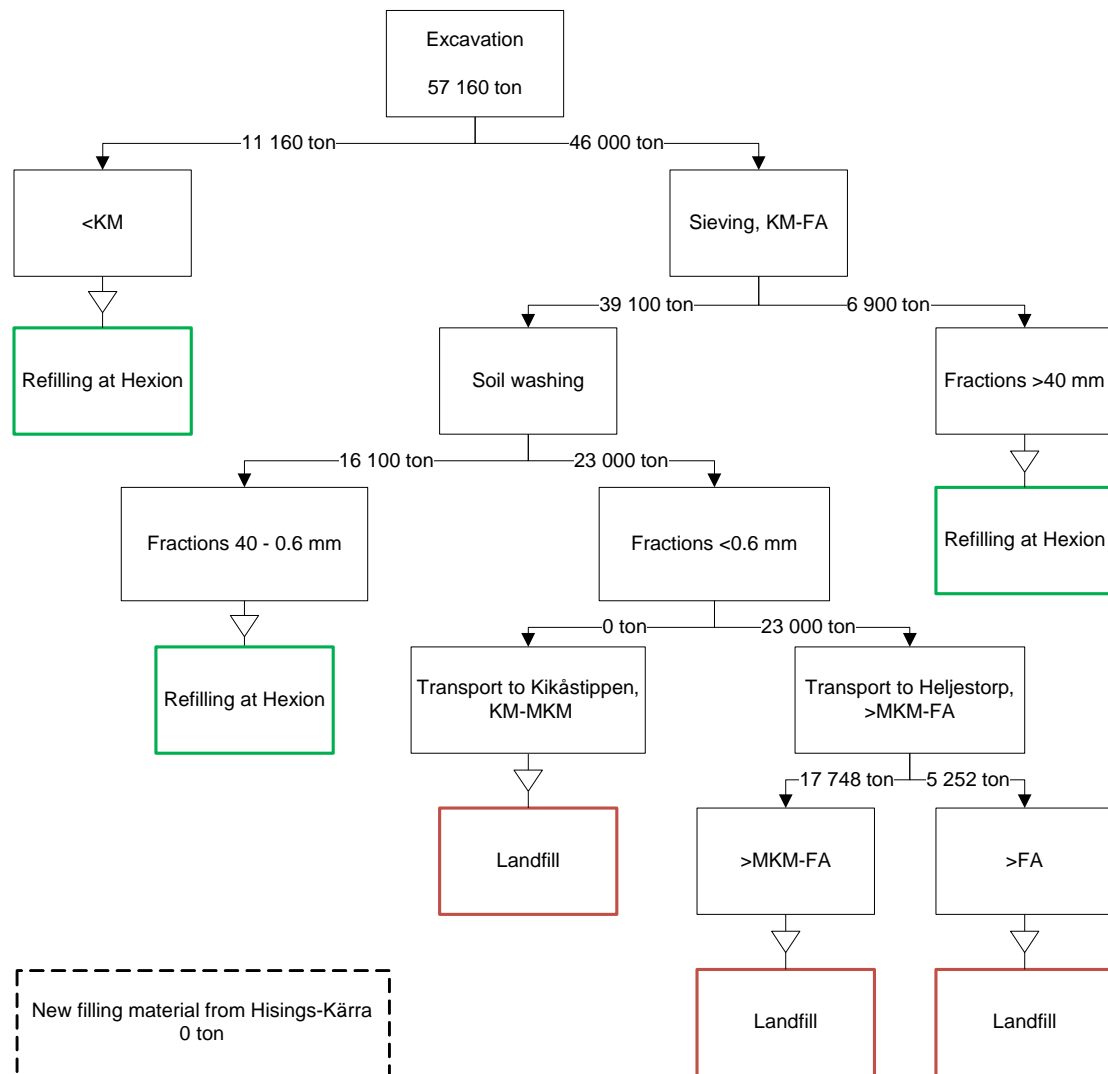 Excavation
57 160 ton
11 160 ton
46 000 ton
<KM
Sieving, KM-FA
39 100 ton
6 900 ton
Refilling at Hexion
Soil washing
Fractions >40 mm
16 100 ton
23 000 ton
Fractions 40 - 0.6 mm
Fractions <0.6 mm
Refilling at Hexion
0 ton
23 000 ton
Refilling at Hexion
Transport to Kikåstippen,
KM-MKM
Transport to Heljestorp,
>MKM-FA
17 748 ton
5 252 ton
Landfill
>MKM-FA
>FA
New filling material from Hisings-Kärra
0 ton
Landfill
Landfill